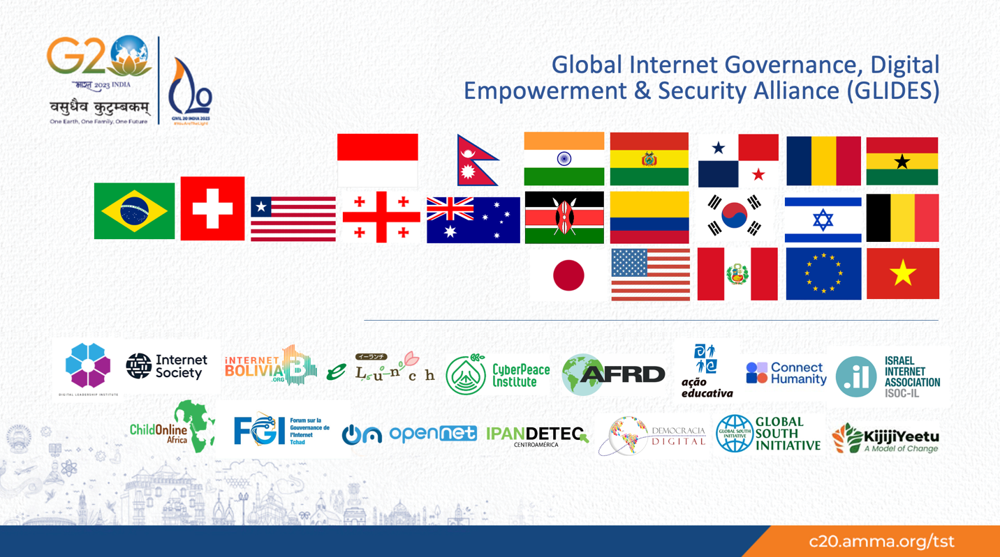 G20
भारत 2023 INDIA
वसुधैव कुटुम्बकम्
One Earth, One Family, One Future
C20
CIVIL 20 INDIA 2023
#YouAreTheLight
Global Internet Governance, Digital
Empowerment & Security Alliance (GLIDES)
DIGITAL LEADERSHIP INSTITUTE
Internet
Society
iNTERNET
BOLIVIA
.ORG
B
イーランチ
e Lunch
CyberPeace
Institute
AFRD
ação
educativa
Connect
Humanity
.il
ISRAEL
INTERNET
ASSOCIATION
ISOC-IL
ChildOnline
Africa
FGI
Forum sur la
Gouvernance de
l'Internet
Tchad
on opennet
IPANDETEC
CENTROAMÉRICA
DEMOCRACIA
DIGITAL
GLOBAL SOUTH
INITIATIVE
GLOBAL
SOUTH
INITIATIVE
KijijiYeetu
A Model of Change
c20.amma.org/tst